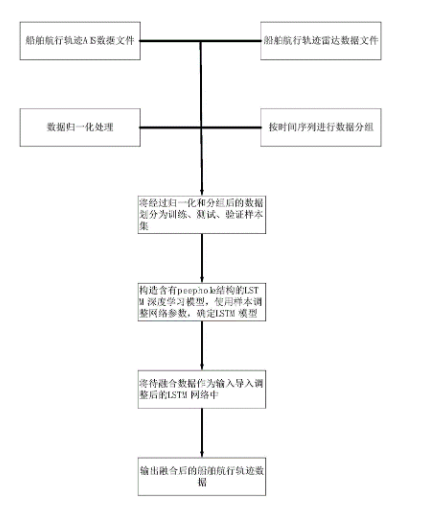 船舶航行轨迹AIS数据文件
船舶航行轨迹雷达数据文件
数据归一化处理
按时间序列进行数据分组
将经过归一化和分组后的数据
划分为训练、测试、验证样本
集
构造含有peephole结构的LST
M 深度学习模型，使用样本调
整网络参数，确定LSTM 模型
将待融合数据作为输入导入调
整后的LSTM 网络中
输出融合后的船舶航行轨迹数
据